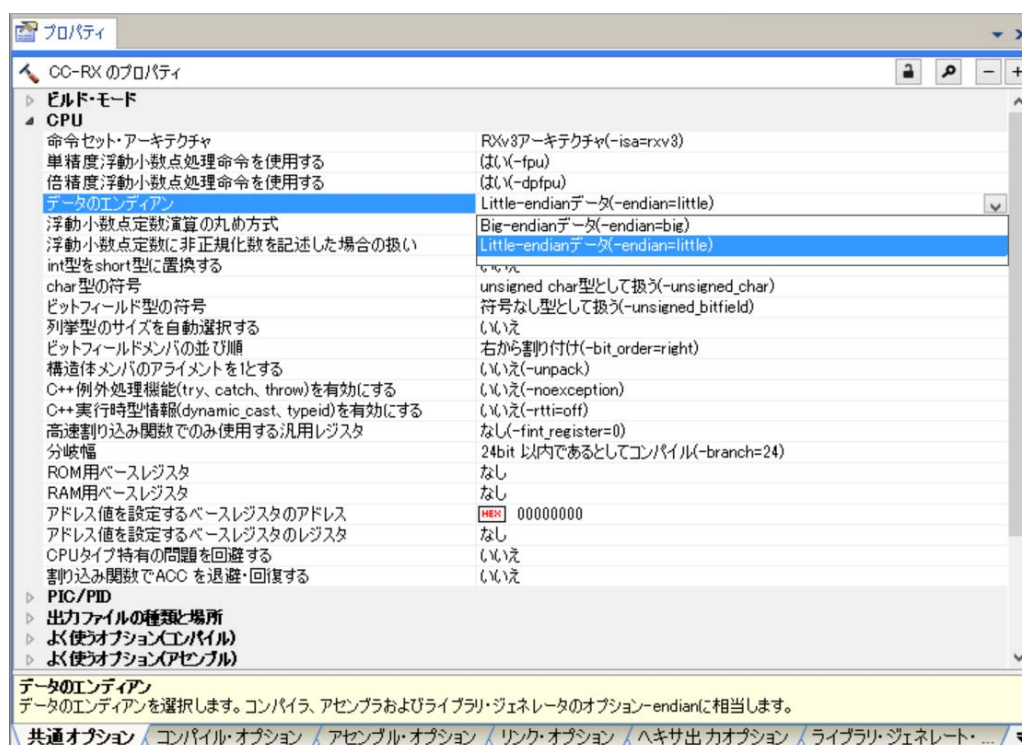 プロパティ
CC-RX のプロパティ
ビルド・モード
CPU
命令セット・アーキテクチャ RXv3アーキテクチャ(-isa=rxv3)
単精度浮動小数点処理命令を使用する はい(-fpu)
倍精度浮動小数点処理命令を使用する はい(-dpfpu)
データのエンディアン Little-endianデータ(-endian=little)
浮動小数点定数演算の丸め方式 Big-endianデータ(-endian=big)
浮動小数点定数に非正規化数を記述した場合の扱い Little-endianデータ(-endian=little)
int型をshort型に置換する
char型の符号 unsigned char型として扱う(-unsigned_char)
ビットフィールド型の符号 符号なし型として扱う(-unsigned_bitfield)
列挙型のサイズを自動選択する いいえ
ビットフィールドメンバの並び順 右から割り付け(-bit_order=right)
構造体メンバのアライメントを1とする いいえ(-unpack)
C++例外処理機能(try、catch、throw)を有効にする いいえ(-noexception)
C++実行時型情報(dynamic_cast、typeid)を有効にする いいえ(-rtti=off)
高速割り込み関数でのみ使用する汎用レジスタ なし(-fint_register=0)
分岐幅 24bit 以内であるとしてコンパイル(-branch=24)
ROM用ベースレジスタ なし
RAM用ベースレジスタ なし
アドレス値を設定するベースレジスタのアドレス HEX 00000000
アドレス値を設定するベースレジスタのレジスタ なし
CPUタイプ特有の問題を回避する いいえ
割り込み関数でACC を退避・回復する いいえ
PIC/PID
出力ファイルの種類と場所
よく使うオプション(コンパイル)
よく使うオプション(アセンブル)
データのエンディアン
データのエンディアンを選択します。コンパイラ、アセンブラおよびライブラリ・ジェネレータのオプション-endianに相当します。
共通オプション コンパイル・オプション アセンブル・オプション リンク・オプション ヘキサ出力オプション ライブラリ・ジェネレート・...